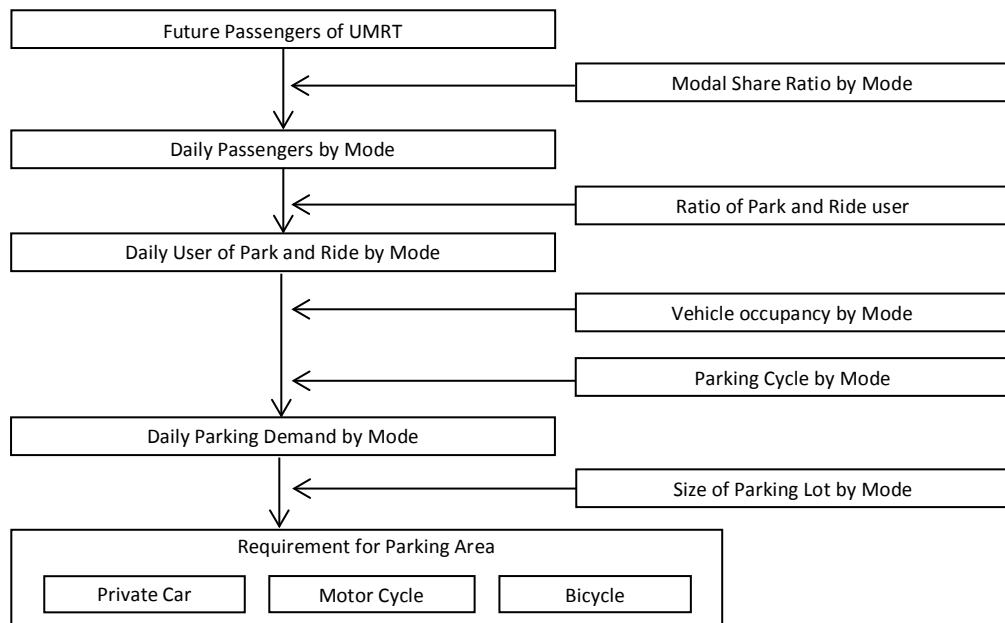 Future Passengers of UMRT
Modal Share Ratio by Mode
Daily Passengers by Mode
Ratio of Park and Ride user
Daily User of Park and Ride by Mode
Vehicle occupancy by Mode
Parking Cycle by Mode
Daily Parking Demand by Mode
Size of Parking Lot by Mode
Requirement for Parking Area
Private Car
Motor Cycle
Bicycle